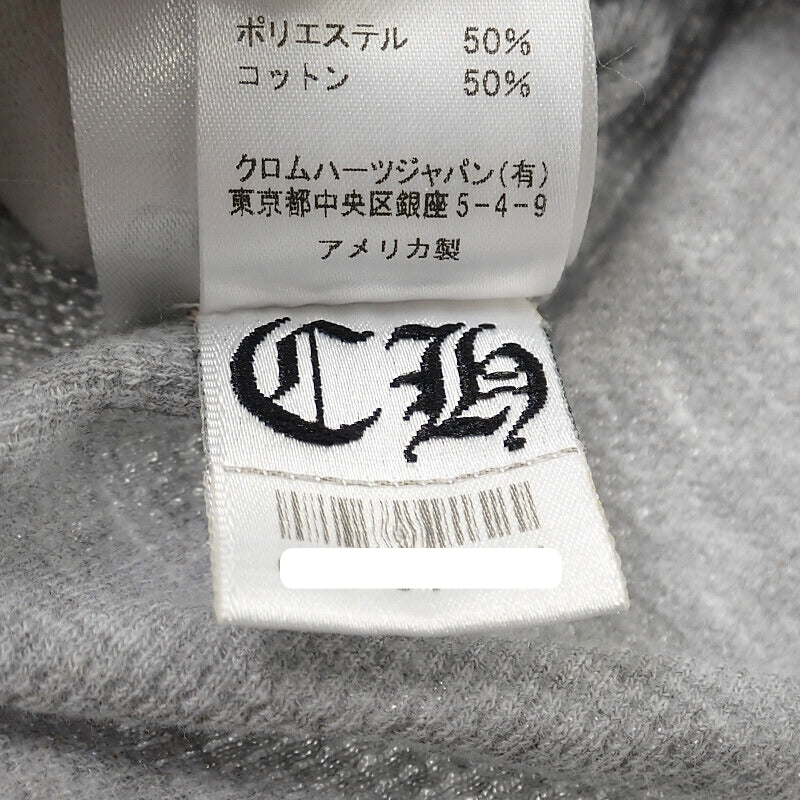 ポリエステル 50%
コットン 50%
クロムハーツジャパン(有)
東京都中央区銀座5-4-9
アメリカ製
CH